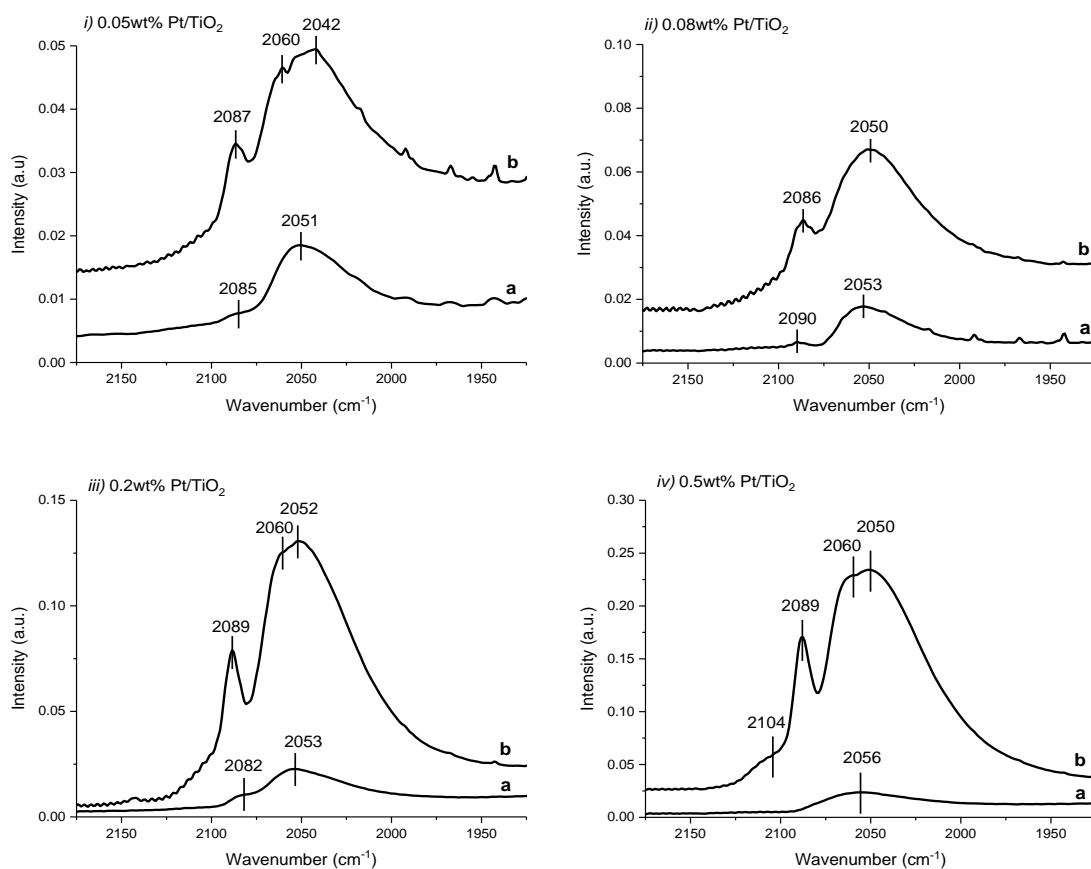 i) 0.05wt% Pt/TiO₂
2060 2042
0.05
2087
0.04
b
0.03
2051
0.02
2085
a
0.01
0.00
2150 2100 2050 2000 1950
Wavenumber (cm⁻¹)
Intensity (a.u)
ii) 0.08wt% Pt/TiO₂
0.10
0.08
2050
0.06
2086
0.04
b
2053
0.02
2090
a
0.00
2150 2100 2050 2000 1950
Wavenumber (cm⁻¹)
Intensity (a.u.)
iii) 0.2wt% Pt/TiO₂
0.15
2052
2060
0.10
2089
0.05
2053
b
2082
a
0.00
2150 2100 2050 2000 1950
Wavenumber (cm⁻¹)
Intensity (a.u.)
iv) 0.5wt% Pt/TiO₂
0.30
2050
2060
0.25
2089
0.20
0.15
0.10
2104
2056
0.05
b
a
0.00
2150 2100 2050 2000 1950
Wavenumber (cm⁻¹)
Intensity (a.u.)